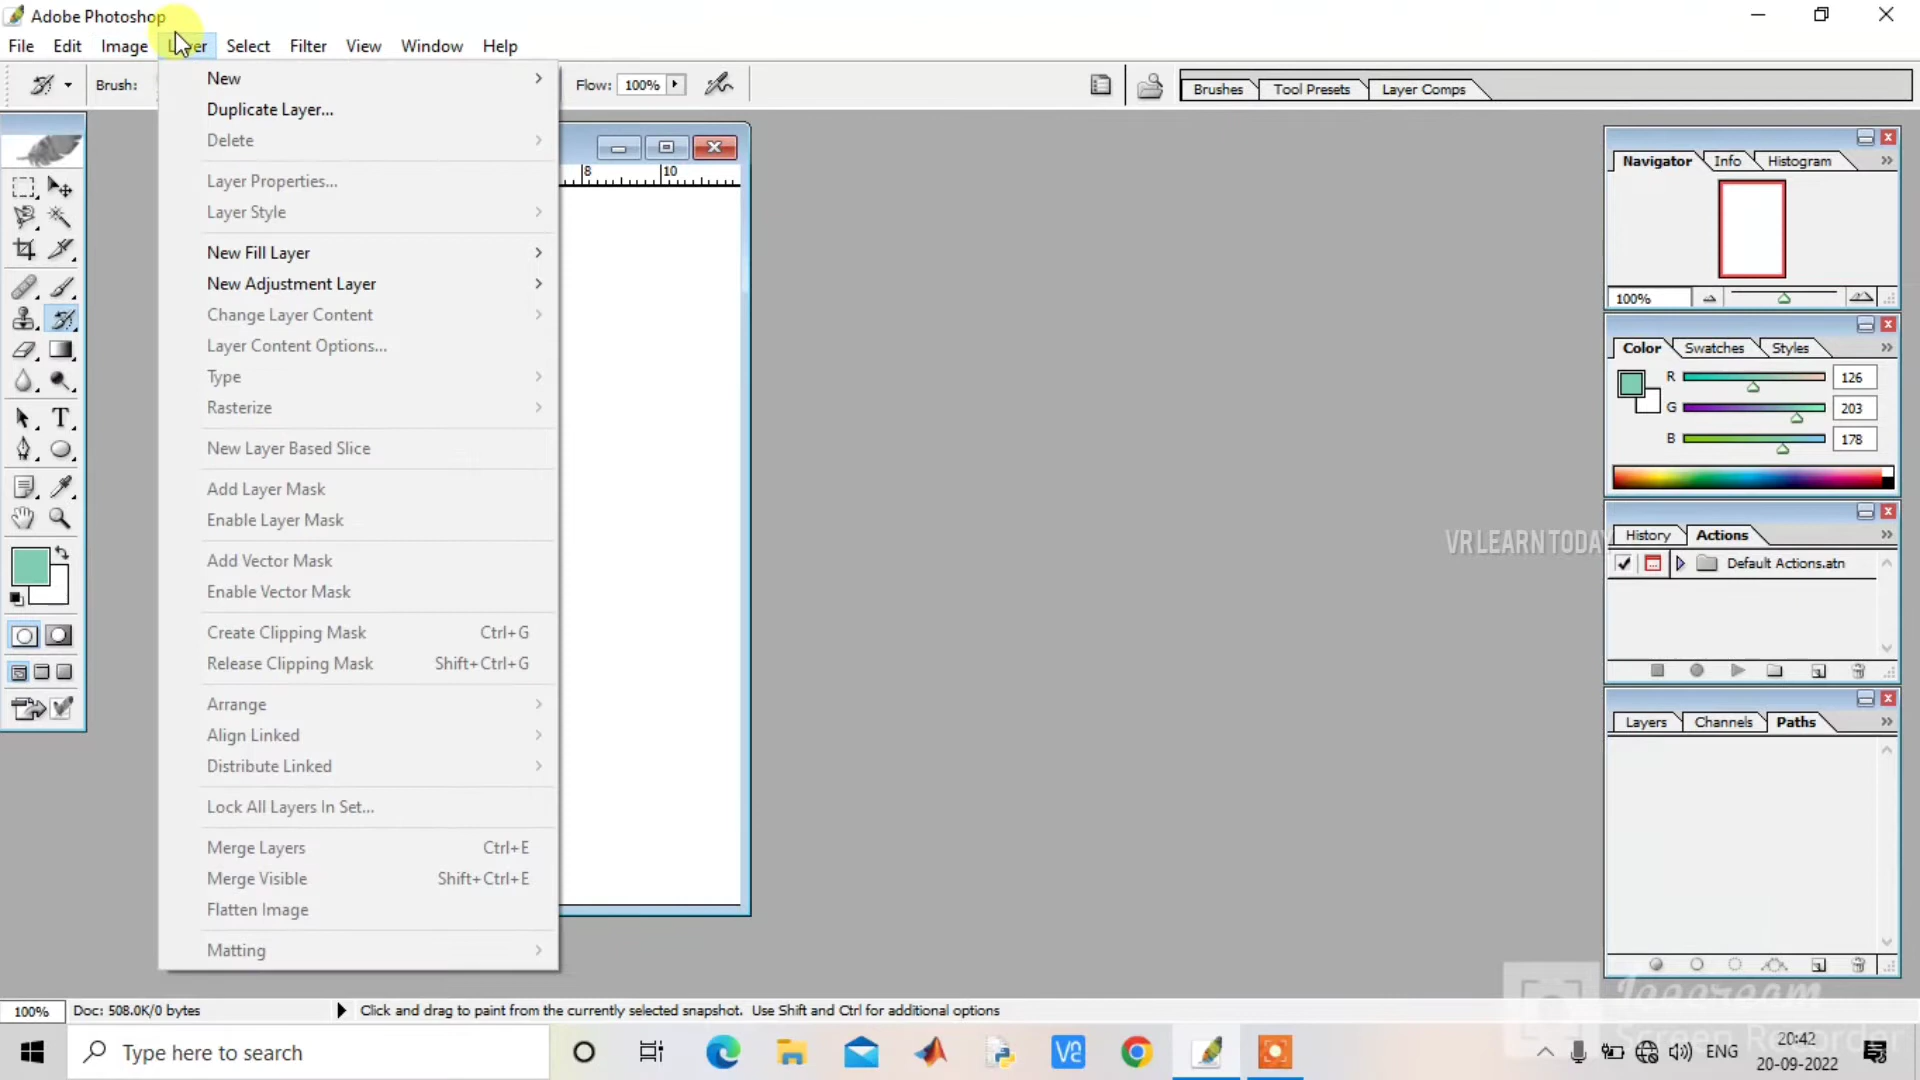 Adobe Photoshop
File Edit Image Layer Select Filter View Window Help
Brush:
Flow: 100%
Brushes Tool Presets Layer Comps
New
Duplicate Layer...
Delete
Layer Properties...
Layer Style
New Fill Layer
New Adjustment Layer
Change Layer Content
Layer Content Options...
Type
Rasterize
New Layer Based Slice
Add Layer Mask
Enable Layer Mask
Add Vector Mask
Enable Vector Mask
Create Clipping Mask Ctrl+G
Release Clipping Mask Shift+Ctrl+G
Arrange
Align Linked
Distribute Linked
Lock All Layers In Set...
Merge Layers Ctrl+E
Merge Visible Shift+Ctrl+E
Flatten Image
Matting
8 10
Navigator Info Histogram
100%
Color Swatches Styles
R 126
G 203
B 178
VR LEARN TODAY
History Actions
Default Actions.atn
Layers Channels Paths
Icecream
Screen Recorder
100% Doc: 508.0K/0 bytes Click and drag to paint from the currently selected snapshot. Use Shift and Ctrl for additional options
Type here to search
ENG
20:42
20-09-2022